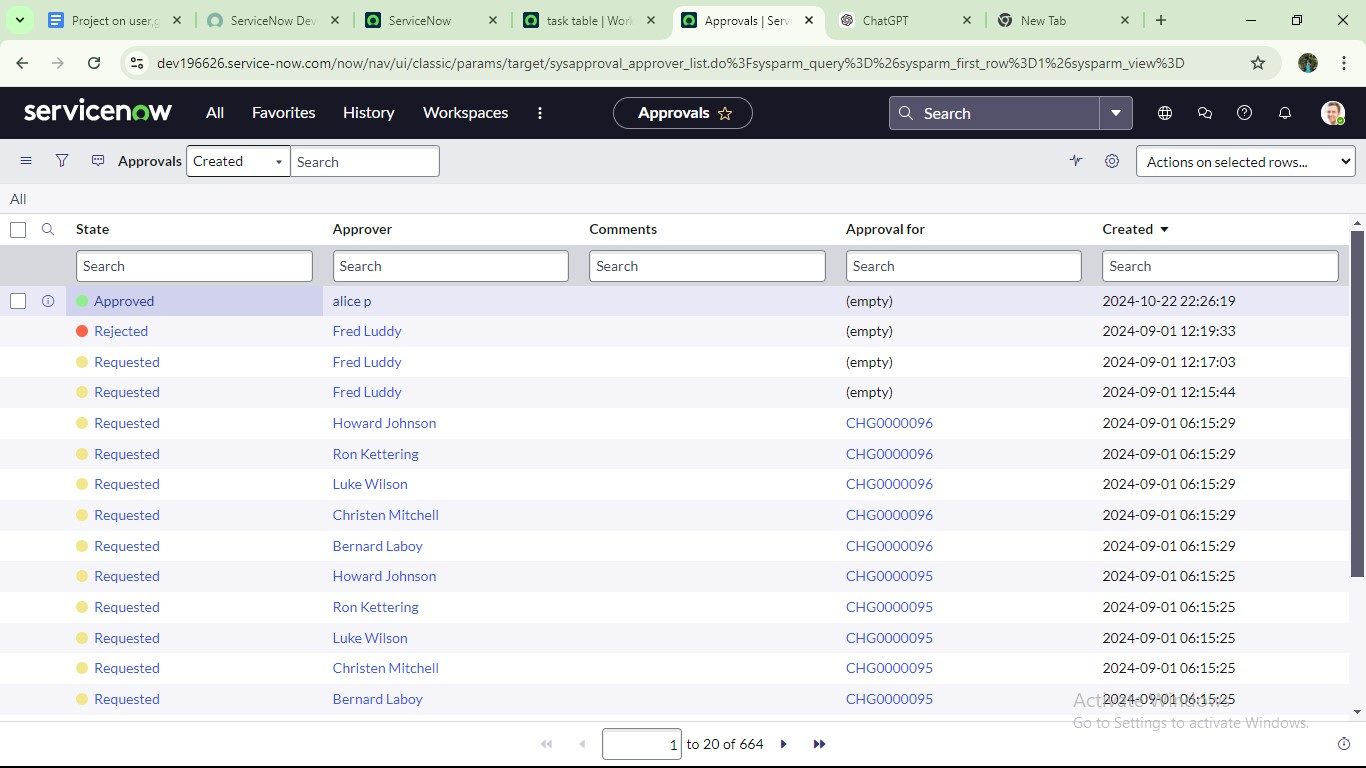 Project on user,g
ServiceNow Dev
ServiceNow
task table | Work
Approvals | Serv
ChatGPT
New Tab
dev196626.service-now.com/now/nav/ui/classic/params/target/sysapproval_approver_list.do%3Fsysparm_query%3D%26sysparm_first_row%3D1%26sysparm_view%3D
servicenow All Favorites History Workspaces Approvals Search
Approvals Created Search Actions on selected rows...
All
State Approver Comments Approval for Created
Search Search Search Search Search
Approved alice p (empty) 2024-10-22 22:26:19
Rejected Fred Luddy (empty) 2024-09-01 12:19:33
Requested Fred Luddy (empty) 2024-09-01 12:17:03
Requested Fred Luddy (empty) 2024-09-01 12:15:44
Requested Howard Johnson CHG0000096 2024-09-01 06:15:29
Requested Ron Kettering CHG0000096 2024-09-01 06:15:29
Requested Luke Wilson CHG0000096 2024-09-01 06:15:29
Requested Christen Mitchell CHG0000096 2024-09-01 06:15:29
Requested Bernard Laboy CHG0000096 2024-09-01 06:15:29
Requested Howard Johnson CHG0000095 2024-09-01 06:15:25
Requested Ron Kettering CHG0000095 2024-09-01 06:15:25
Requested Luke Wilson CHG0000095 2024-09-01 06:15:25
Requested Christen Mitchell CHG0000095 2024-09-01 06:15:25
Requested Bernard Laboy CHG0000095 2024-09-01 06:15:25
Activate Windows
Go to Settings to activate Windows.
1 to 20 of 664